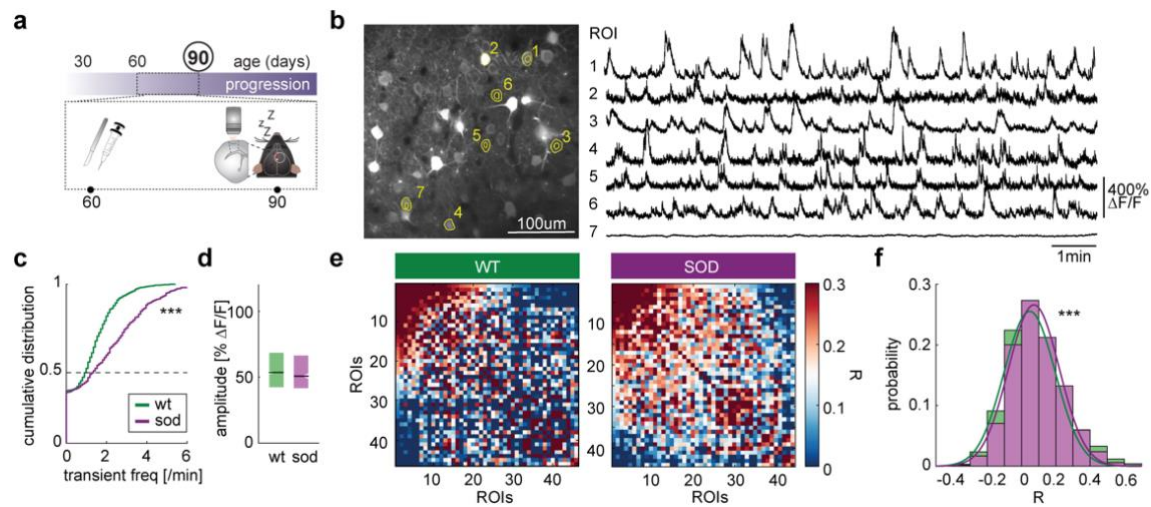 a
30 60 90 age (days)
progression
z z z z
60 90
b
2 1
6
5 3
7
4
100um
ROI
1
2
3
4
5
6
7
400%
ΔF/F
1min
c
cumulative distribution
1
0.5
0 2 4 6
transient freq [/min]
***
wt
sod
d
amplitude [% ΔF/F]
100
50
0
wt sod
e
WT SOD
ROIs
10
20
30
40
10 20 30 40
ROIs
10
20
30
40
10 20 30 40
ROIs
0.3
0.2
0.1
0
R
f
probability
0.3
0.2
0.1
0
-0.4 -0.2 0 0.2 0.4 0.6
R
***